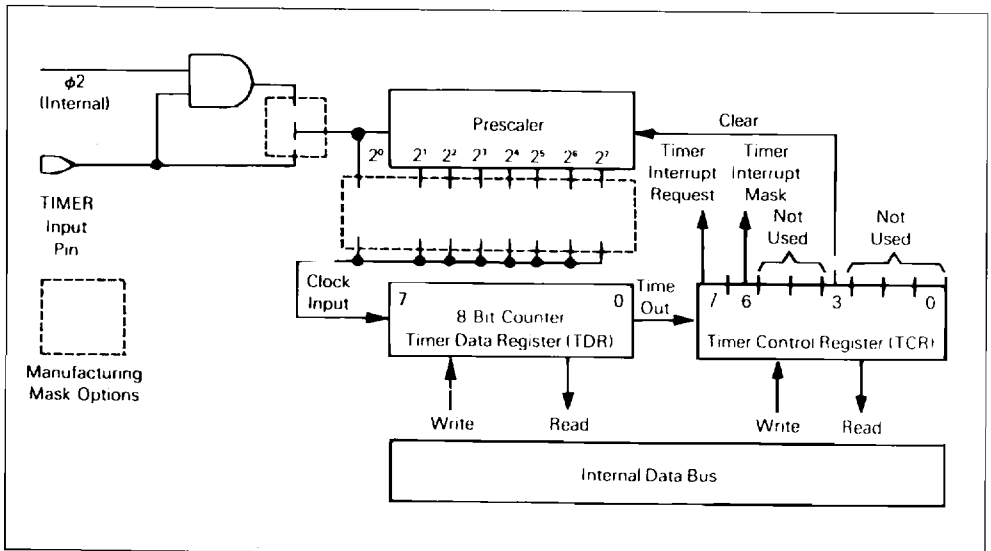 φ2
(Internal)
TIMER
Input
Pin
Manufacturing
Mask Options
Prescaler
2⁰ 2¹ 2² 2³ 2⁴ 2⁵ 2⁶ 2⁷
Clear
Timer
Interrupt
Request
Timer
Interrupt
Mask
Not
Used
Not
Used
Clock
Input
7 0
8 Bit Counter
Timer Data Register (TDR)
Time
Out
7 6 3 0
Timer Control Register (TCR)
Write
Read
Write
Read
Internal Data Bus